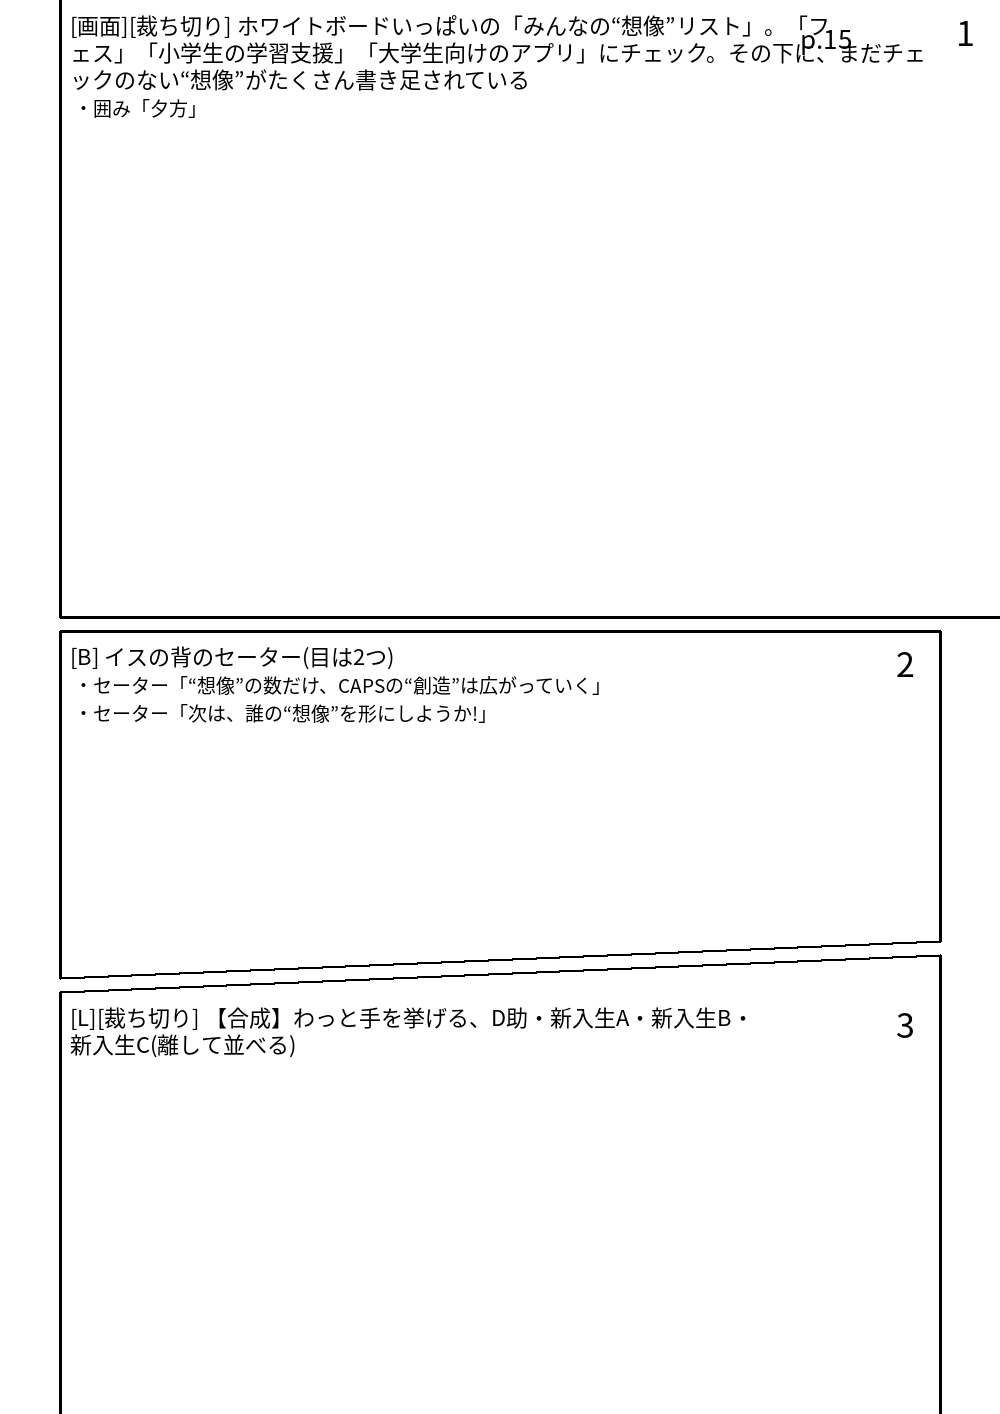 [画面][裁ち切り] ホワイトボードいっぱいの「みんなの“想像”リスト」。「フ
ェス」「小学生の学習支援」「大学生向けのアプリ」にチェック。その下に、まだチェ
ックのない“想像”がたくさん書き足されている
・囲み「夕方」
p.15
1
[B] イスの背のセーター(目は2つ)
・セーター「“想像”の数だけ、CAPSの“創造”は広がっていく」
・セーター「次は、誰の“想像”を形にしようか!」
2
[L][裁ち切り] 【合成】わっと手を挙げる、D助・新入生A・新入生B・
新入生C(離して並べる)
3